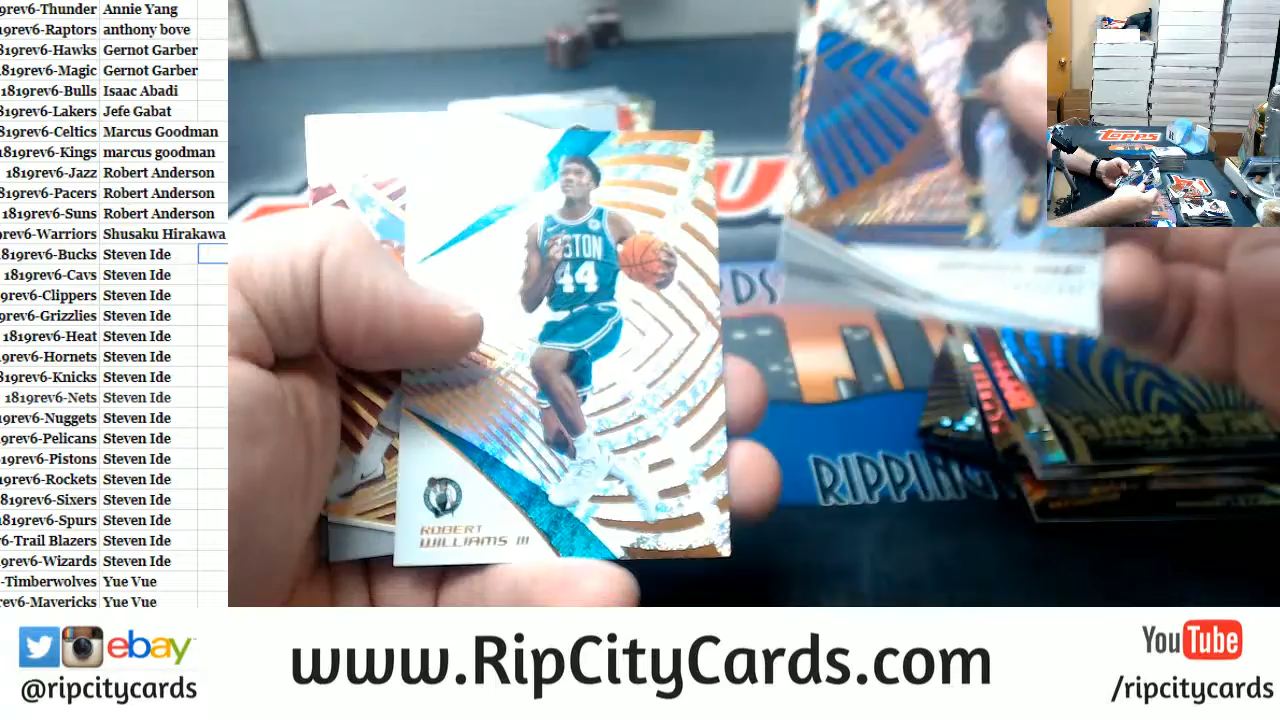 9rev6-Thunder Annie Yang
819rev6-Raptors anthony bove
819rev6-Hawks Gernot Garber
1819rev6-Magic Gernot Garber
1819rev6-Bulls Isaac Abadi
819rev6-Lakers Jefe Gabat
819rev6-Celtics Marcus Goodman
819rev6-Kings marcus goodman
1819rev6-Jazz Robert Anderson
819rev6-Pacers Robert Anderson
1819rev6-Suns Robert Anderson
9rev6-Warriors Shusaku Hirakawa
819rev6-Bucks Steven Ide
1819rev6-Cavs Steven Ide
19rev6-Clippers Steven Ide
9rev6-Grizzlies Steven Ide
1819rev6-Heat Steven Ide
9rev6-Hornets Steven Ide
819rev6-Knicks Steven Ide
1819rev6-Nets Steven Ide
9rev6-Nuggets Steven Ide
9rev6-Pelicans Steven Ide
19rev6-Pistons Steven Ide
9rev6-Rockets Steven Ide
819rev6-Sixers Steven Ide
819rev6-Spurs Steven Ide
6-Trail Blazers Steven Ide
9rev6-Wizards Steven Ide
-Timberwolves Yue Vue
rev6-Mavericks Yue Vue
BOSTON
44
ROBERT
WILLIAMS III
RIPPING
TOPPS
ebay
@ripcitycards
www.RipCityCards.com
YouTube
/ripcitycards